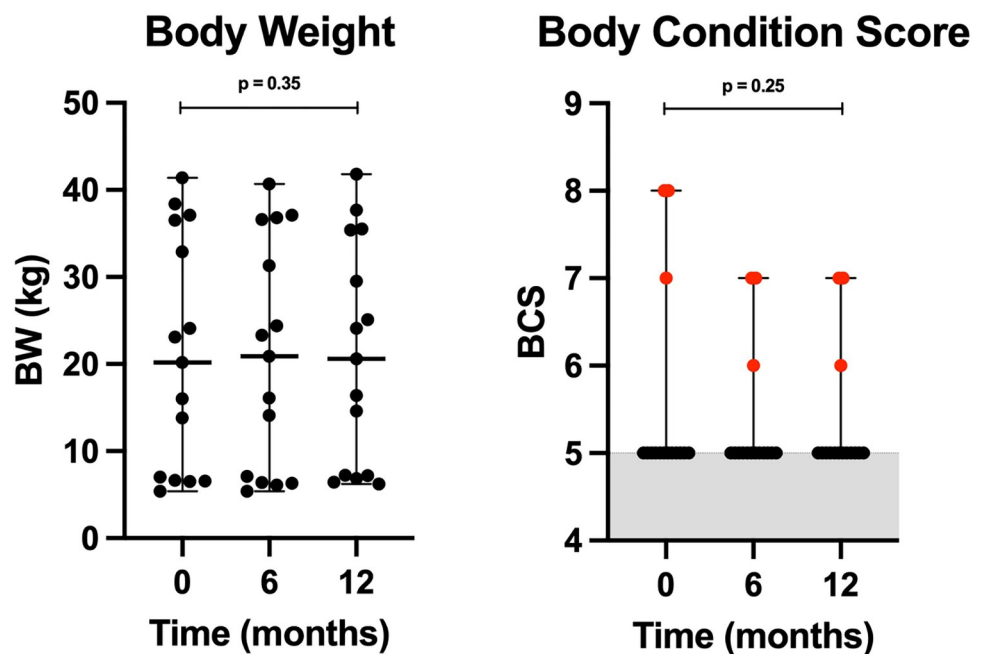 Body Weight
p = 0.35
50
40
30
20
10
0
BW (kg)
0 6 12
Time (months)
Body Condition Score
p = 0.25
9
8
7
6
5
4
BCS
0 6 12
Time (months)